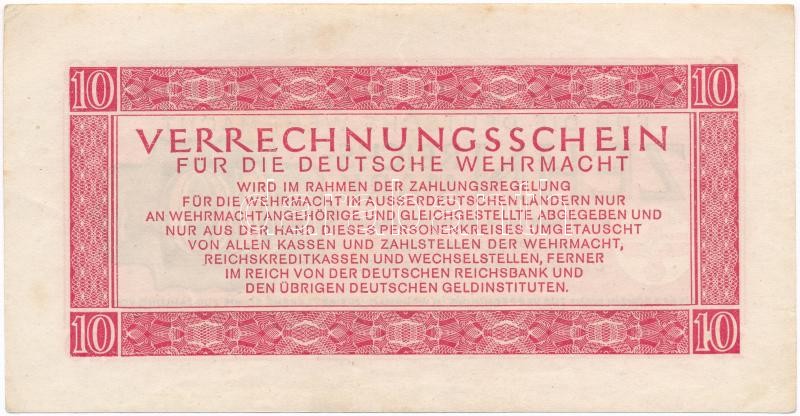 10 10
VERRECHNUNGSSCHEIN
FÜR DIE DEUTSCHE WEHRMACHT
WIRD IM RAHMEN DER ZAHLUNGSREGELUNG
FÜR DIE WEHRMACHT IN AUSSERDEUTSCHEN LÄNDERN NUR
AN WEHRMACHTANGEHÖRIGE UND GLEICHGESTELLTE ABGEGEBEN UND
NUR AUS DER HAND DIESES PERSONENKREISES UMGETAUSCHT
VON ALLEN KASSEN UND ZAHLSTELLEN DER WEHRMACHT,
REICHSKREDITKASSEN UND WECHSELSTELLEN, FERNER
IM REICH VON DER DEUTSCHEN REICHSBANK UND
DEN ÜBRIGEN DEUTSCHEN GELDINSTITUTEN.
10 10